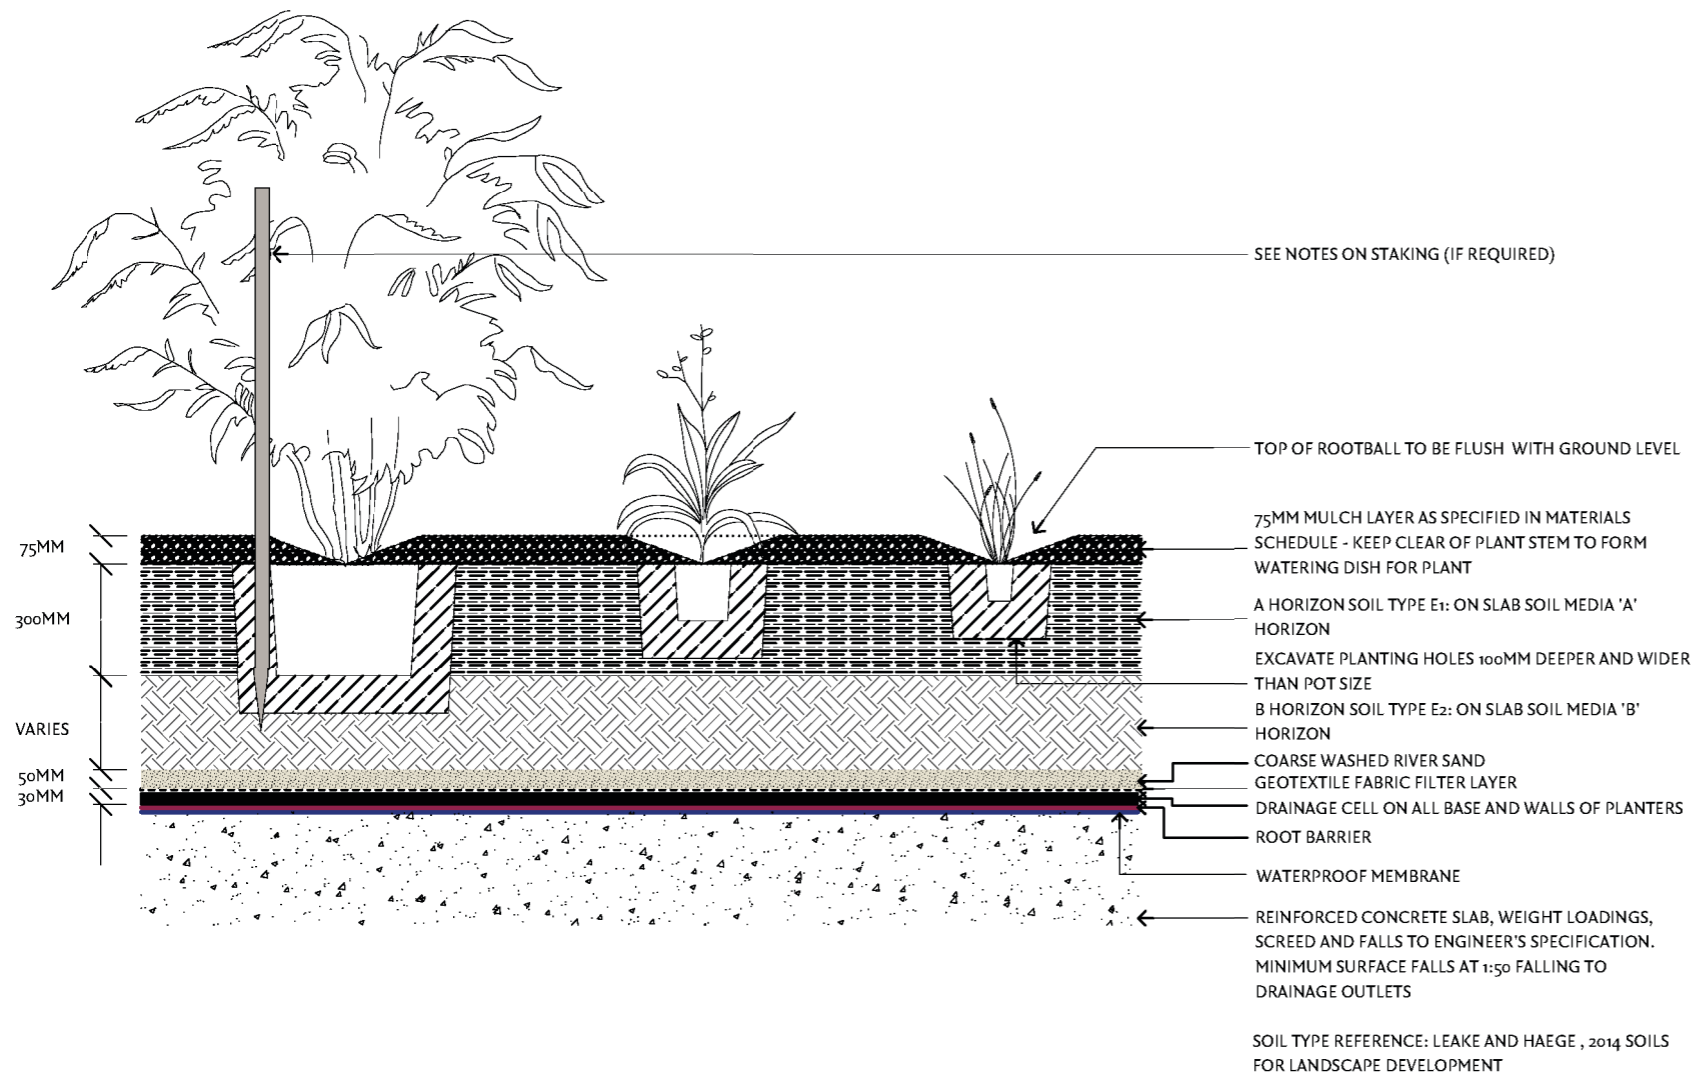 SEE NOTES ON STAKING (IF REQUIRED)
TOP OF ROOTBALL TO BE FLUSH WITH GROUND LEVEL
75MM MULCH LAYER AS SPECIFIED IN MATERIALS
SCHEDULE - KEEP CLEAR OF PLANT STEM TO FORM
WATERING DISH FOR PLANT
A HORIZON SOIL TYPE E1: ON SLAB SOIL MEDIA 'A'
HORIZON
EXCAVATE PLANTING HOLES 100MM DEEPER AND WIDER
THAN POT SIZE
B HORIZON SOIL TYPE E2: ON SLAB SOIL MEDIA 'B'
HORIZON
COARSE WASHED RIVER SAND
GEOTEXTILE FABRIC FILTER LAYER
DRAINAGE CELL ON ALL BASE AND WALLS OF PLANTERS
ROOT BARRIER
WATERPROOF MEMBRANE
REINFORCED CONCRETE SLAB, WEIGHT LOADINGS,
SCREED AND FALLS TO ENGINEER'S SPECIFICATION.
MINIMUM SURFACE FALLS AT 1:50 FALLING TO
DRAINAGE OUTLETS
SOIL TYPE REFERENCE: LEAKE AND HAEGE , 2014 SOILS
FOR LANDSCAPE DEVELOPMENT
75MM
300MM
VARIES
50MM
30MM